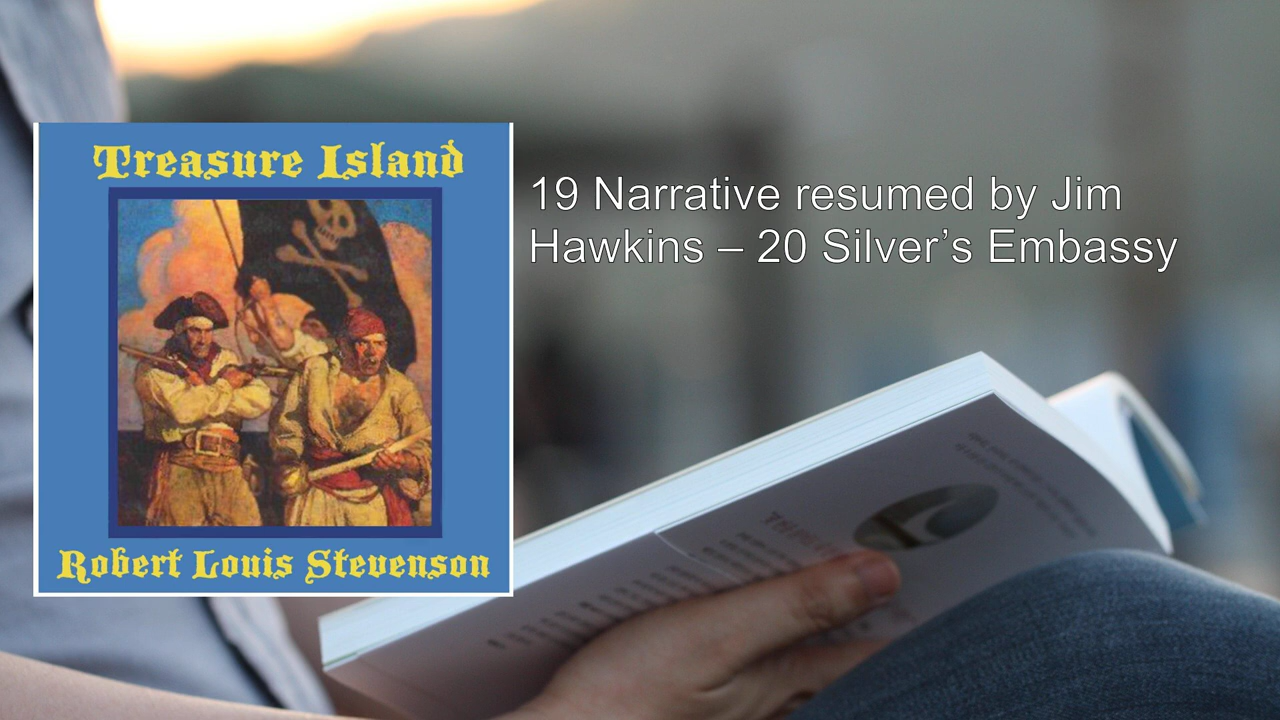 Treasure Island
Robert Louis Stevenson
19 Narrative resumed by Jim
Hawkins – 20 Silver’s Embassy